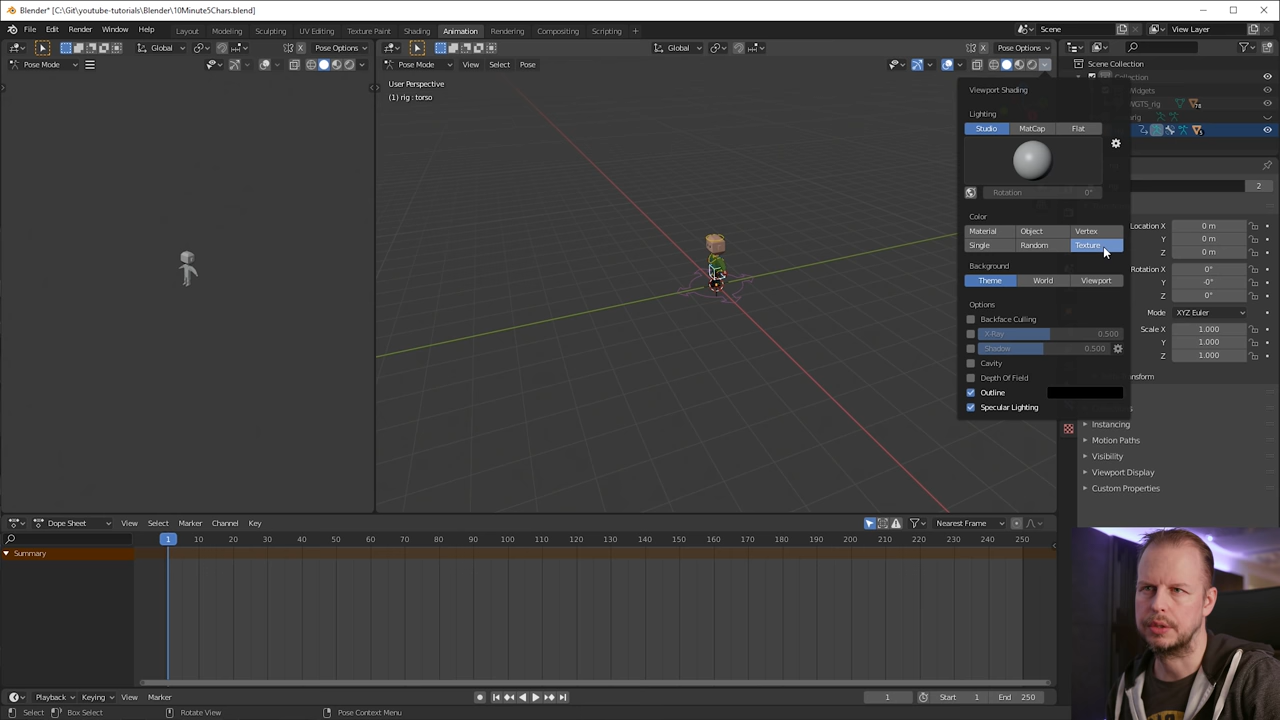 Blender* [C:\Git\youtube-tutorials\Blender\10Minute5Chars.blend]
File Edit Render Window Help Layout Modeling Sculpting UV Editing Texture Paint Shading Animation Rendering Compositing Scripting + Scene View Layer
Global Pose Options Global Pose Options
Pose Mode Pose Mode View Select Pose Scene Collection
Collection
User Perspective
(1) rig : torso
Viewport Shading
Widgets
WGTS_rig 78
rig
Lighting
Studio MatCap Flat
Rotation 0°
2
Color
Material Object Vertex
Single Random Texture
Location X 0 m
Y 0 m
Z 0 m
Background
Theme World Viewport
Rotation X 0°
Y -0°
Z 0°
Options
Backface Culling
X-Ray 0.500
Shadow 0.500
Cavity
Depth Of Field
Outline
Specular Lighting
Mode XYZ Euler
Scale X 1.000
Y 1.000
Z 1.000
Instancing
Motion Paths
Visibility
Viewport Display
Custom Properties
Dope Sheet View Select Marker Channel Key Nearest Frame
1 10 20 30 40 50 60 70 80 90 100 110 120 130 140 150 160 170 180 190 200 210 220 230 240 250
Summary
Playback Keying View Marker 1 Start 1 End 250
Select Box Select Rotate View Pose Context Menu